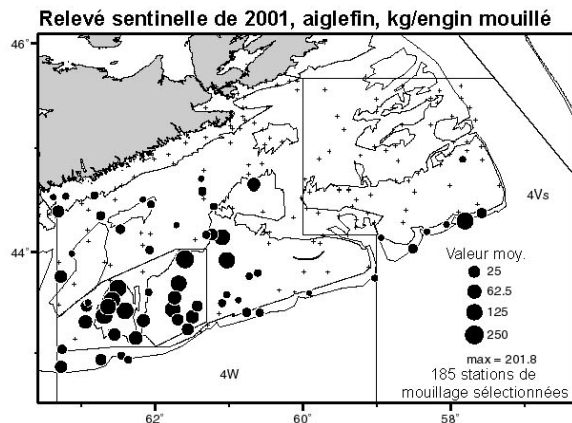 Relevé sentinelle de 2001, aiglefin, kg/engin mouillé
46°
4Vs
44°
Valeur moy.
25
62.5
125
250
max = 201.8
185 stations de
mouillage sélectionnées
4W
62°
60°
58°